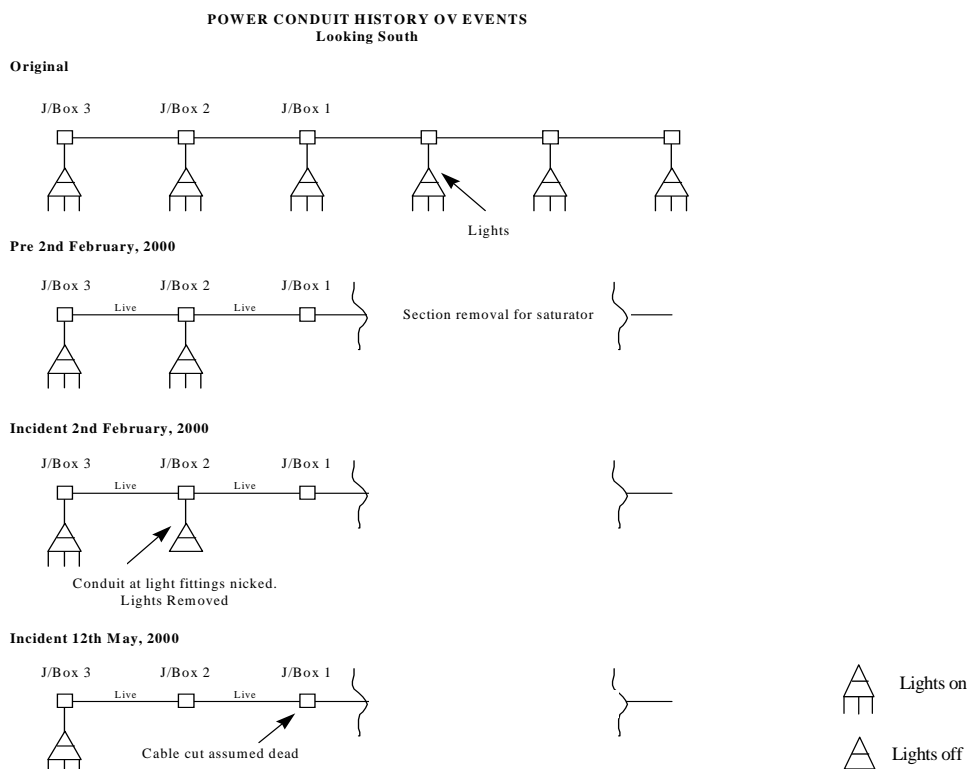 POWER CONDUIT HISTORY OV EVENTS
Looking South
Original
J/Box 3 J/Box 2 J/Box 1
Lights
Pre 2nd February, 2000
J/Box 3 J/Box 2 J/Box 1
Live Live
Section removal for saturator
Incident 2nd February, 2000
J/Box 3 J/Box 2 J/Box 1
Live Live
Conduit at light fittings nicked.
Lights Removed
Incident 12th May, 2000
J/Box 3 J/Box 2 J/Box 1
Live Live
Cable cut assumed dead
Lights on
Lights off